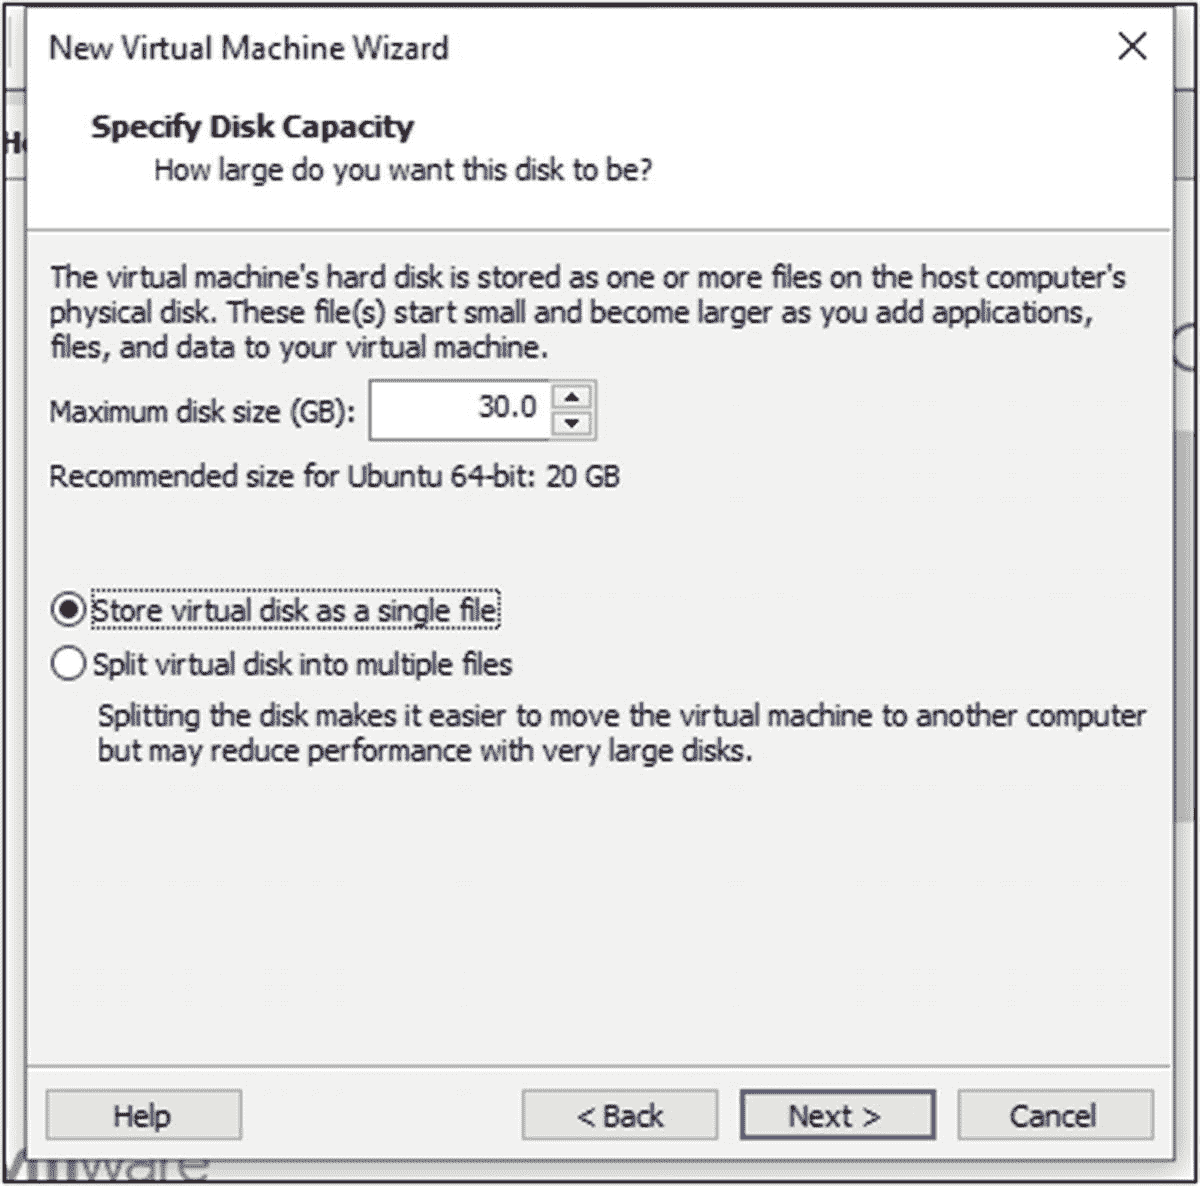 New Virtual Machine Wizard
Specify Disk Capacity
How large do you want this disk to be?
The virtual machine's hard disk is stored as one or more files on the host computer's
physical disk. These file(s) start small and become larger as you add applications,
files, and data to your virtual machine.
Maximum disk size (GB): 30.0
Recommended size for Ubuntu 64-bit: 20 GB
Store virtual disk as a single file
Split virtual disk into multiple files
Splitting the disk makes it easier to move the virtual machine to another computer
but may reduce performance with very large disks.
Help < Back Next > Cancel